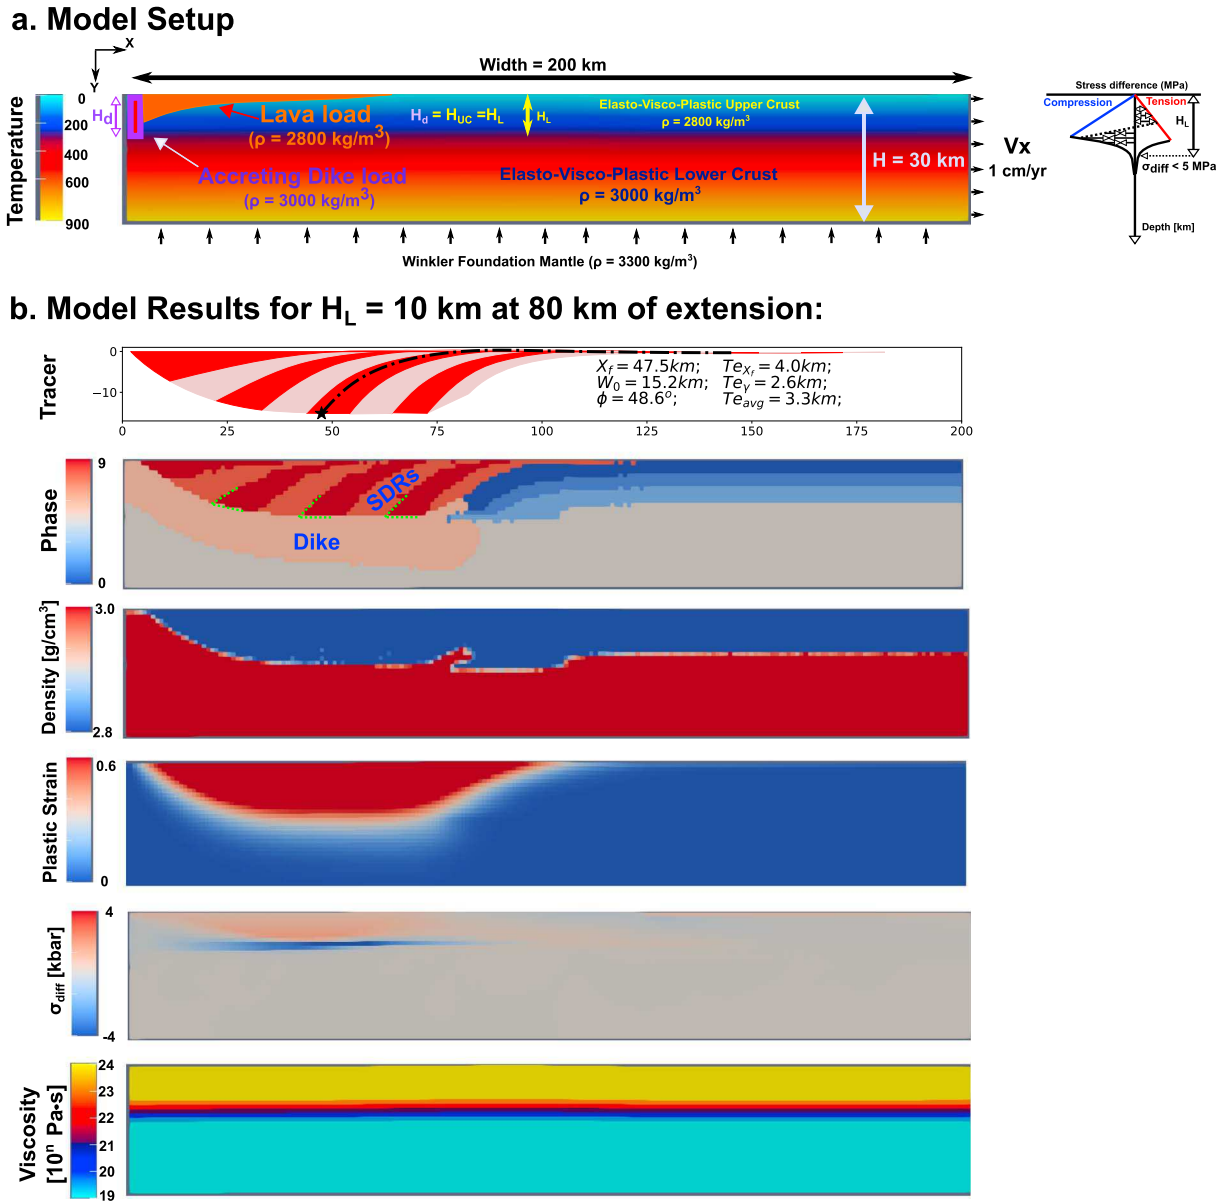 a. Model Setup
X
Y
Width = 200 km
Temperature
0
200
400
600
900
Hd
Lava load
(ρ = 2800 kg/m³)
Hd = HUC =HL
HL
Elasto-Visco-Plastic Upper Crust
ρ = 2800 kg/m³
Accreting Dike load
(ρ = 3000 kg/m³)
Elasto-Visco-Plastic Lower Crust
ρ = 3000 kg/m³
H = 30 km
Vx
1 cm/yr
Winkler Foundation Mantle (ρ = 3300 kg/m³)
Stress difference (MPa)
Compression
Tension
HL
σdiff < 5 MPa
Depth [km]
b. Model Results for HL = 10 km at 80 km of extension:
Tracer
0
−10
Xf = 47.5km; TeXf = 4.0km;
W0 = 15.2km; Teγ = 2.6km;
ϕ = 48.6°; Teavg = 3.3km;
0 25 50 75 100 125 150 175 200
Phase
9
0
SDRs
Dike
Density [g/cm³]
3.0
2.8
Plastic Strain
0.6
0
σdiff [kbar]
4
-4
Viscosity
[10ⁿ Pa•s]
24
23
22
21
20
19